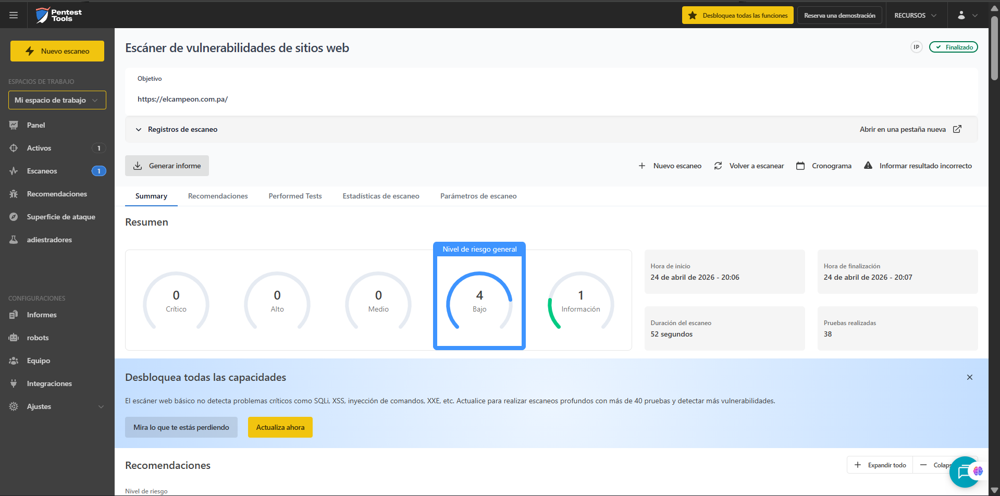 Pentest
Tools
Desbloquea todas las funciones
Reserva una demostración
RECURSOS
Nuevo escaneo
ESPACIOS DE TRABAJO
Mi espacio de trabajo
Panel
Activos 1
Escaneos 1
Recomendaciones
Superficie de ataque
adiestradores
CONFIGURACIONES
Informes
robots
Equipo
Integraciones
Ajustes
Escáner de vulnerabilidades de sitios web
IP
Finalizado
Objetivo
https://elcampeon.com.pa/
Registros de escaneo
Abrir en una pestaña nueva
Generar informe
Nuevo escaneo
Volver a escanear
Cronograma
Informar resultado incorrecto
Summary
Recomendaciones
Performed Tests
Estadísticas de escaneo
Parámetros de escaneo
Resumen
0
Crítico
0
Alto
0
Medio
Nivel de riesgo general
4
Bajo
1
Información
Hora de inicio
24 de abril de 2026 - 20:06
Hora de finalización
24 de abril de 2026 - 20:07
Duración del escaneo
52 segundos
Pruebas realizadas
38
Desbloquea todas las capacidades
El escáner web básico no detecta problemas críticos como SQLi, XSS, inyección de comandos, XXE, etc. Actualice para realizar escaneos profundos con más de 40 pruebas y detectar más vulnerabilidades.
Mira lo que te estás perdiendo
Actualiza ahora
Recomendaciones
Expandir todo
Colaps
Nivel de riesgo